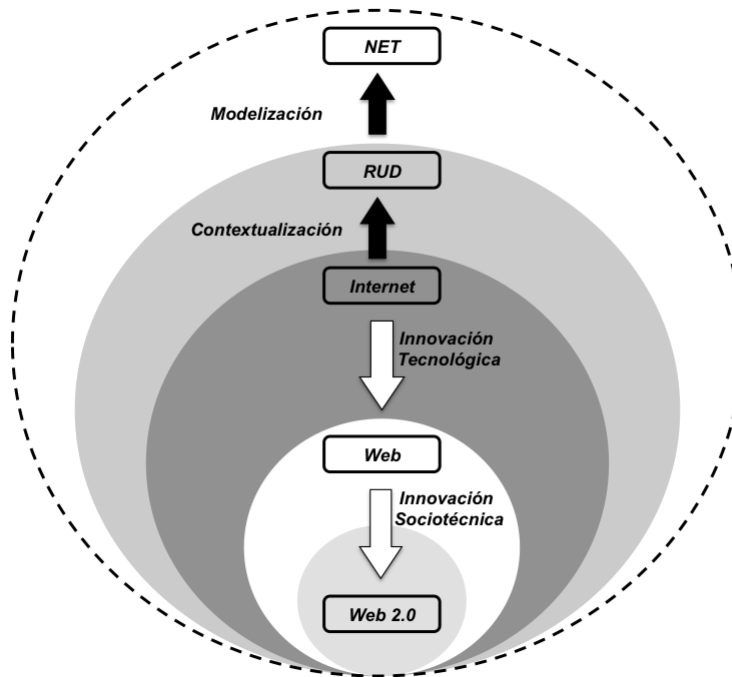 NET
Modelización
RUD
Contextualización
Internet
Innovación
Tecnológica
Web
Innovación
Sociotécnica
Web 2.0